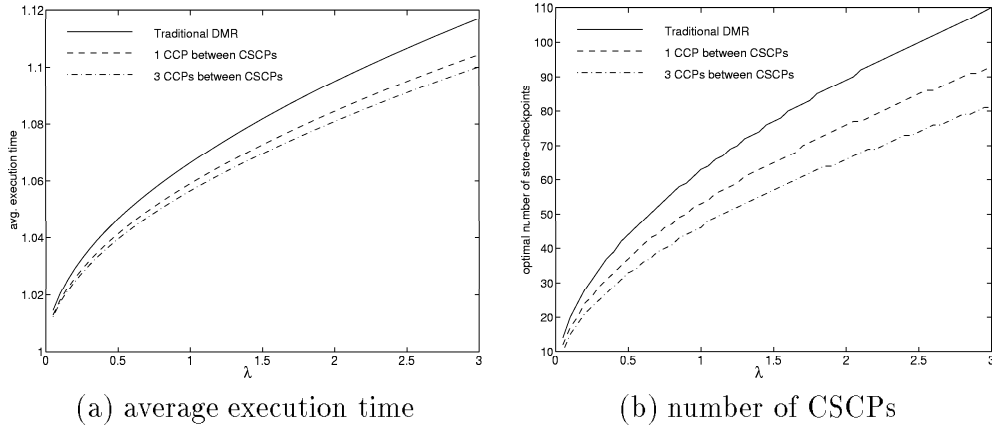 1.12
1.1
1.08
1.06
1.04
1.02
1
avg. execution time
Traditional DMR
1 CCP between CSCPs
3 CCPs between CSCPs
0
0.5
1
1.5
2
2.5
3
λ
(a) average execution time
110
100
90
80
70
60
50
40
30
20
10
optimal number of store-checkpoints
Traditional DMR
1 CCP between CSCPs
3 CCPs between CSCPs
0
0.5
1
1.5
2
2.5
3
λ
(b) number of CSCPs